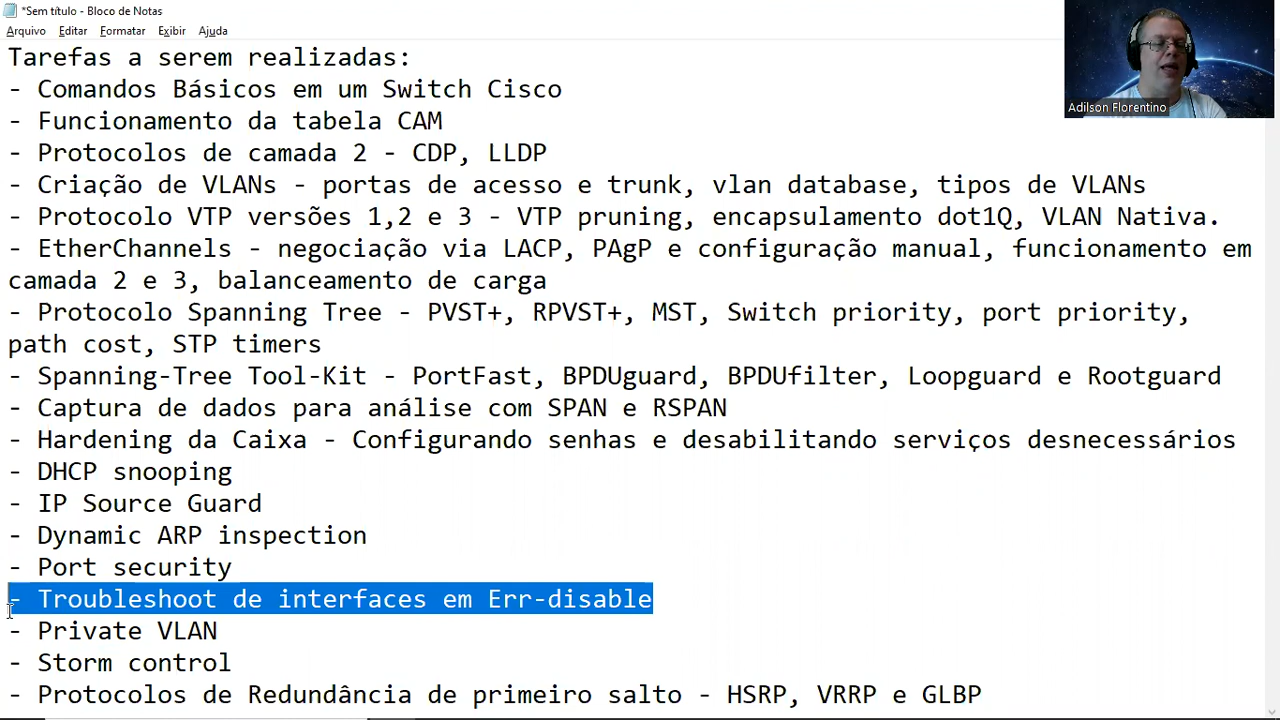 *Sem título - Bloco de Notas
Arquivo Editar Formatar Exibir Ajuda
Tarefas a serem realizadas:
- Comandos Básicos em um Switch Cisco
- Funcionamento da tabela CAM
- Protocolos de camada 2 - CDP, LLDP
- Criação de VLANs - portas de acesso e trunk, vlan database, tipos de VLANs
- Protocolo VTP versões 1,2 e 3 - VTP pruning, encapsulamento dot1Q, VLAN Nativa.
- EtherChannels - negociação via LACP, PAgP e configuração manual, funcionamento em
camada 2 e 3, balanceamento de carga
- Protocolo Spanning Tree - PVST+, RPVST+, MST, Switch priority, port priority,
path cost, STP timers
- Spanning-Tree Tool-Kit - PortFast, BPDUguard, BPDUfilter, Loopguard e Rootguard
- Captura de dados para análise com SPAN e RSPAN
- Hardening da Caixa - Configurando senhas e desabilitando serviços desnecessários
- DHCP snooping
- IP Source Guard
- Dynamic ARP inspection
- Port security
- Troubleshoot de interfaces em Err-disable
- Private VLAN
- Storm control
- Protocolos de Redundância de primeiro salto - HSRP, VRRP e GLBP
Adilson Florentino